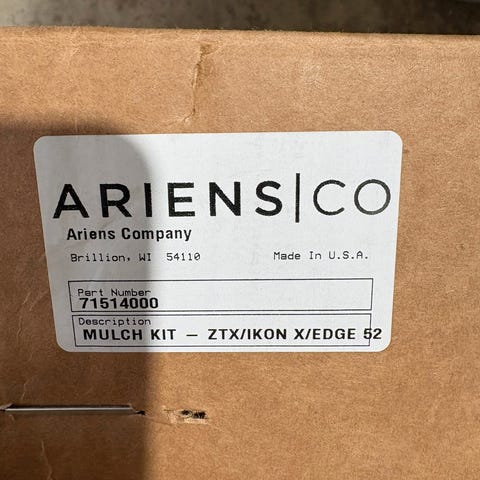 ARIENS|CO
Ariens Company
Brillion, WI 54110 Made In U.S.A.
Part Number
71514000
Description
MULCH KIT – ZTX/IKON X/EDGE 52